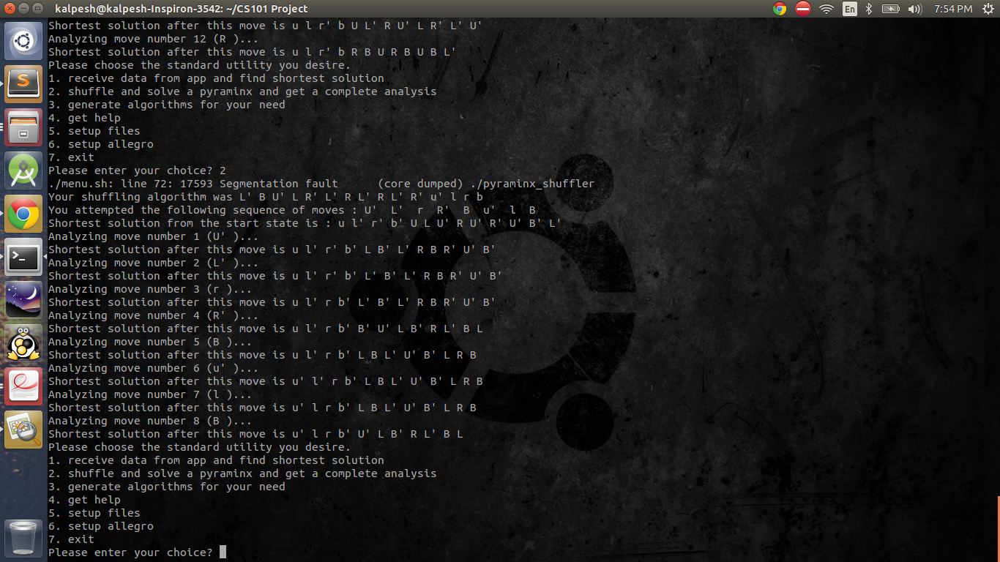 kalpesh@kalpesh-Inspiron-3542: ~/CS101 Project
En
7:54 PM
Shortest solution after this move is u l r' b U L' R U' L R' L' U'
Analyzing move number 12 (R )...
Shortest solution after this move is u l r' b R B U R B U B L'
Please choose the standard utility you desire.
1. receive data from app and find shortest solution
2. shuffle and solve a pyraminx and get a complete analysis
3. generate algorithms for your need
4. get help
5. setup files
6. setup allegro
7. exit
Please enter your choice? 2
./menu.sh: line 72: 17593 Segmentation fault      (core dumped) ./pyraminx_shuffler
Your shuffling algorithm was L' B U' L R' L' R L' R L' R' u' l r b
You attempted the following sequence of moves : U'  L'  r  R'  B  u'  l  B
Shortest solution from the start state is : u l' r' b' U L U' R U' R' U' B' L'
Analyzing move number 1 (U' )...
Shortest solution after this move is u l' r' b' L B' L' R B R' U' B'
Analyzing move number 2 (L' )...
Shortest solution after this move is u l' r' b' L' B' L' R B R' U' B'
Analyzing move number 3 (r )...
Shortest solution after this move is u l' r b' L' B' L' R B R' U' B'
Analyzing move number 4 (R' )...
Shortest solution after this move is u l' r b' B' U' L B' R L' B L
Analyzing move number 5 (B )...
Shortest solution after this move is u l' r b' L B L' U' B' L R B
Analyzing move number 6 (u' )...
Shortest solution after this move is u' l' r b' L B L' U' B' L R B
Analyzing move number 7 (l )...
Shortest solution after this move is u' l r b' L B L' U' B' L R B
Analyzing move number 8 (B )...
Shortest solution after this move is u' l r b' U' L B' R L' B L
Please choose the standard utility you desire.
1. receive data from app and find shortest solution
2. shuffle and solve a pyraminx and get a complete analysis
3. generate algorithms for your need
4. get help
5. setup files
6. setup allegro
7. exit
Please enter your choice?